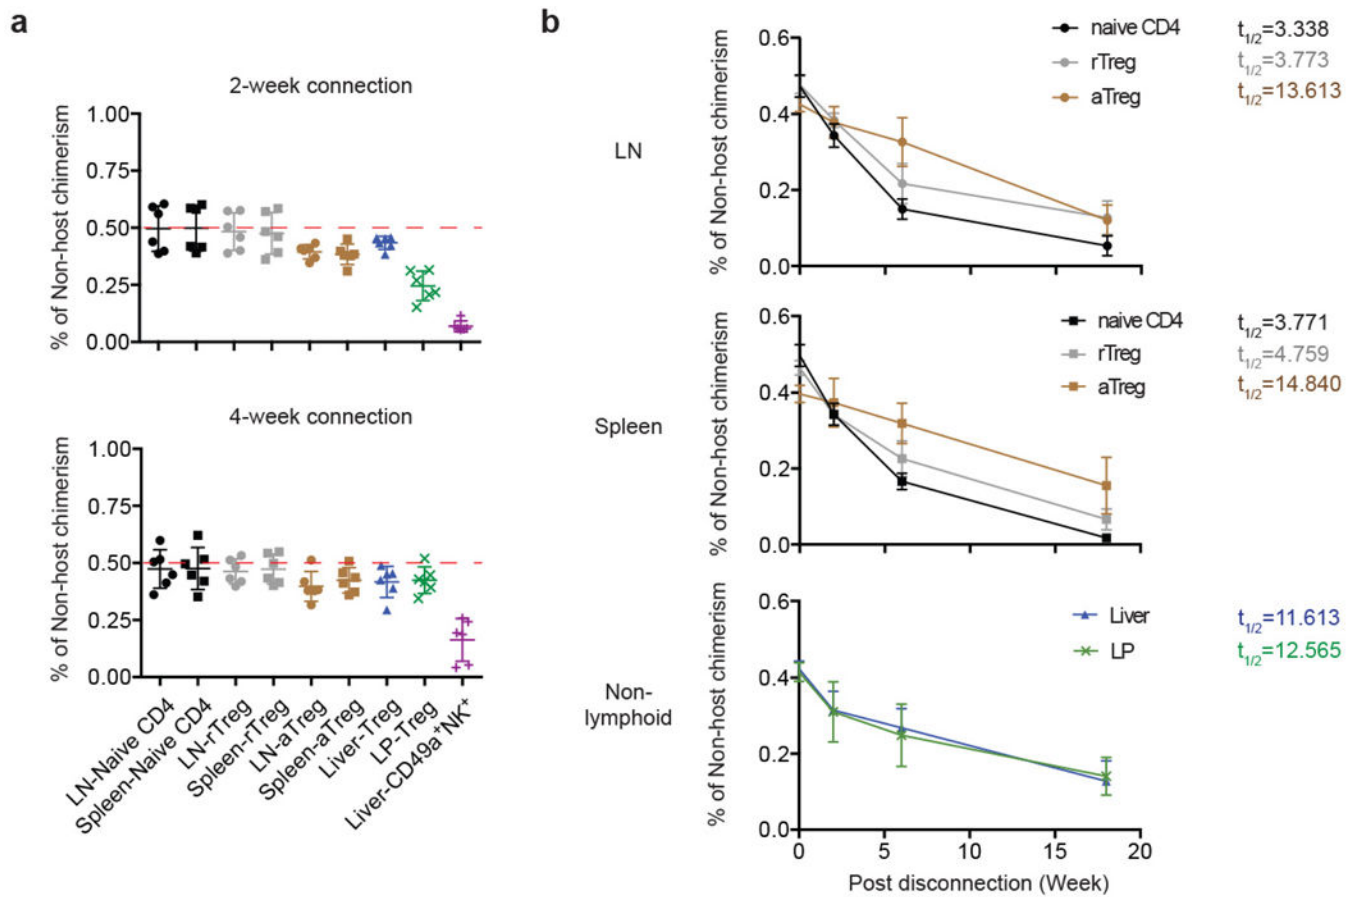 a
2-week connection
% of Non-host chimerism
1.00
0.75
0.50
0.25
0.00
4-week connection
% of Non-host chimerism
1.00
0.75
0.50
0.25
0.00
LN-Naive CD4
Spleen-Naive CD4
LN-rTreg
Spleen-rTreg
LN-aTreg
Spleen-aTreg
Liver-Treg
LP-Treg
Liver-CD49a⁺NK⁺
b
LN
% of Non-host chimerism
0.6
0.4
0.2
0.0
naive CD4
rTreg
aTreg
t1/2=3.338
t1/2=3.773
t1/2=13.613
Spleen
% of Non-host chimerism
0.6
0.4
0.2
0.0
naive CD4
rTreg
aTreg
t1/2=3.771
t1/2=4.759
t1/2=14.840
Non-
lymphoid
% of Non-host chimerism
0.6
0.4
0.2
0.0
Liver
LP
t1/2=11.613
t1/2=12.565
0 5 10 15 20
Post disconnection (Week)